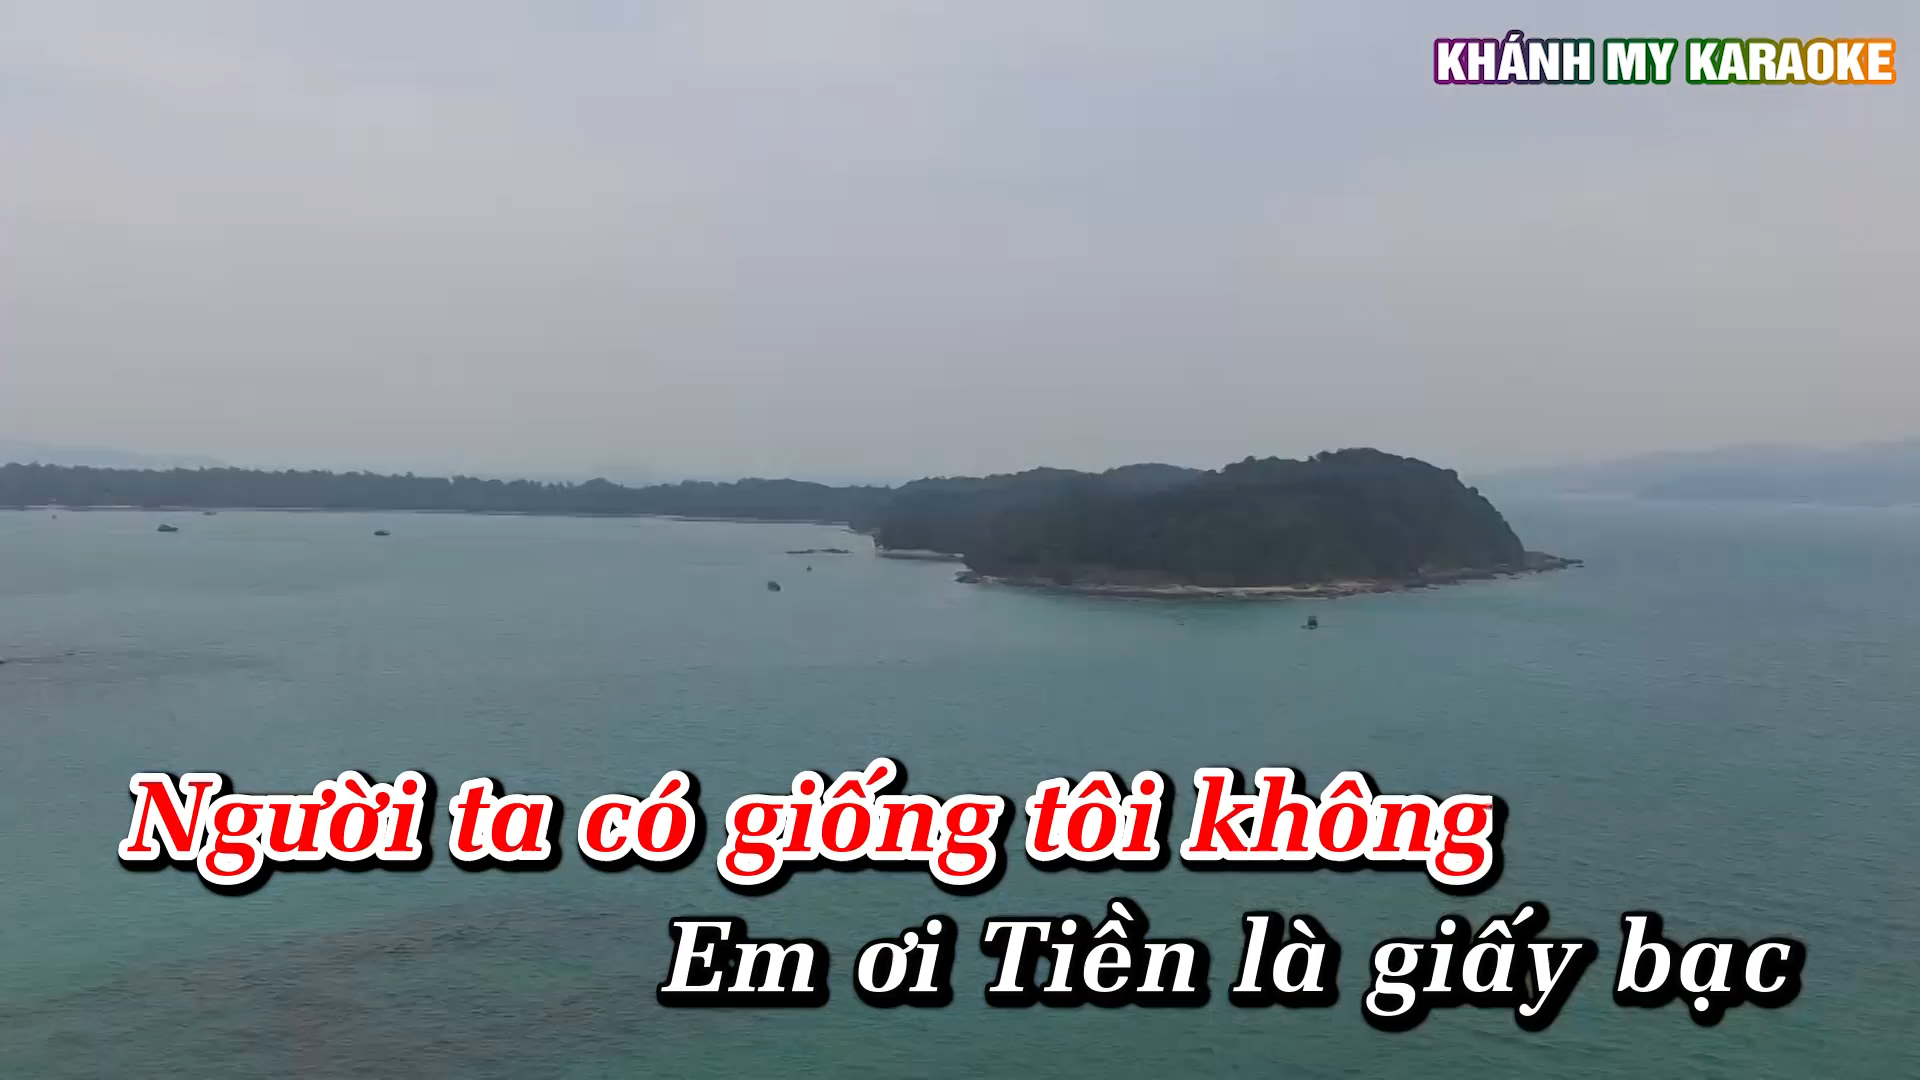 KHÁNH MY KARAOKE
Người ta có giống tôi không
Em ơi Tiền là giấy bạc